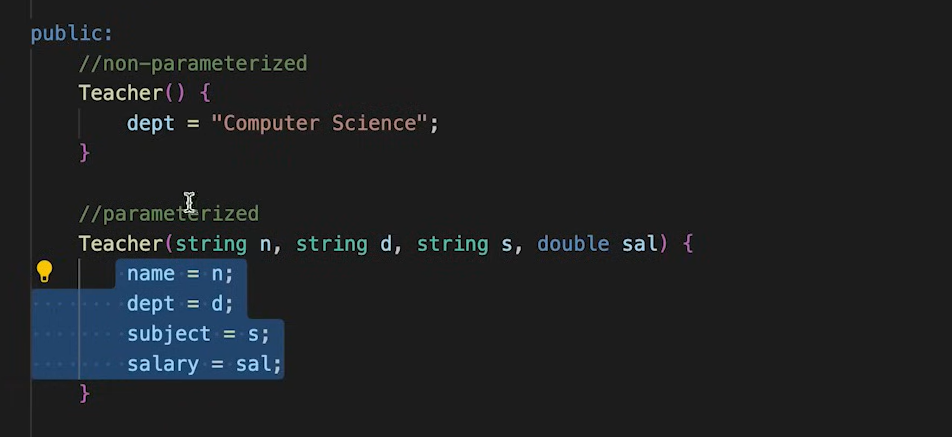 public:
//non-parameterized
Teacher() {
dept = "Computer Science";
}
//parameterized
Teacher(string n, string d, string s, double sal) {
name = n;
dept = d;
subject = s;
salary = sal;
}